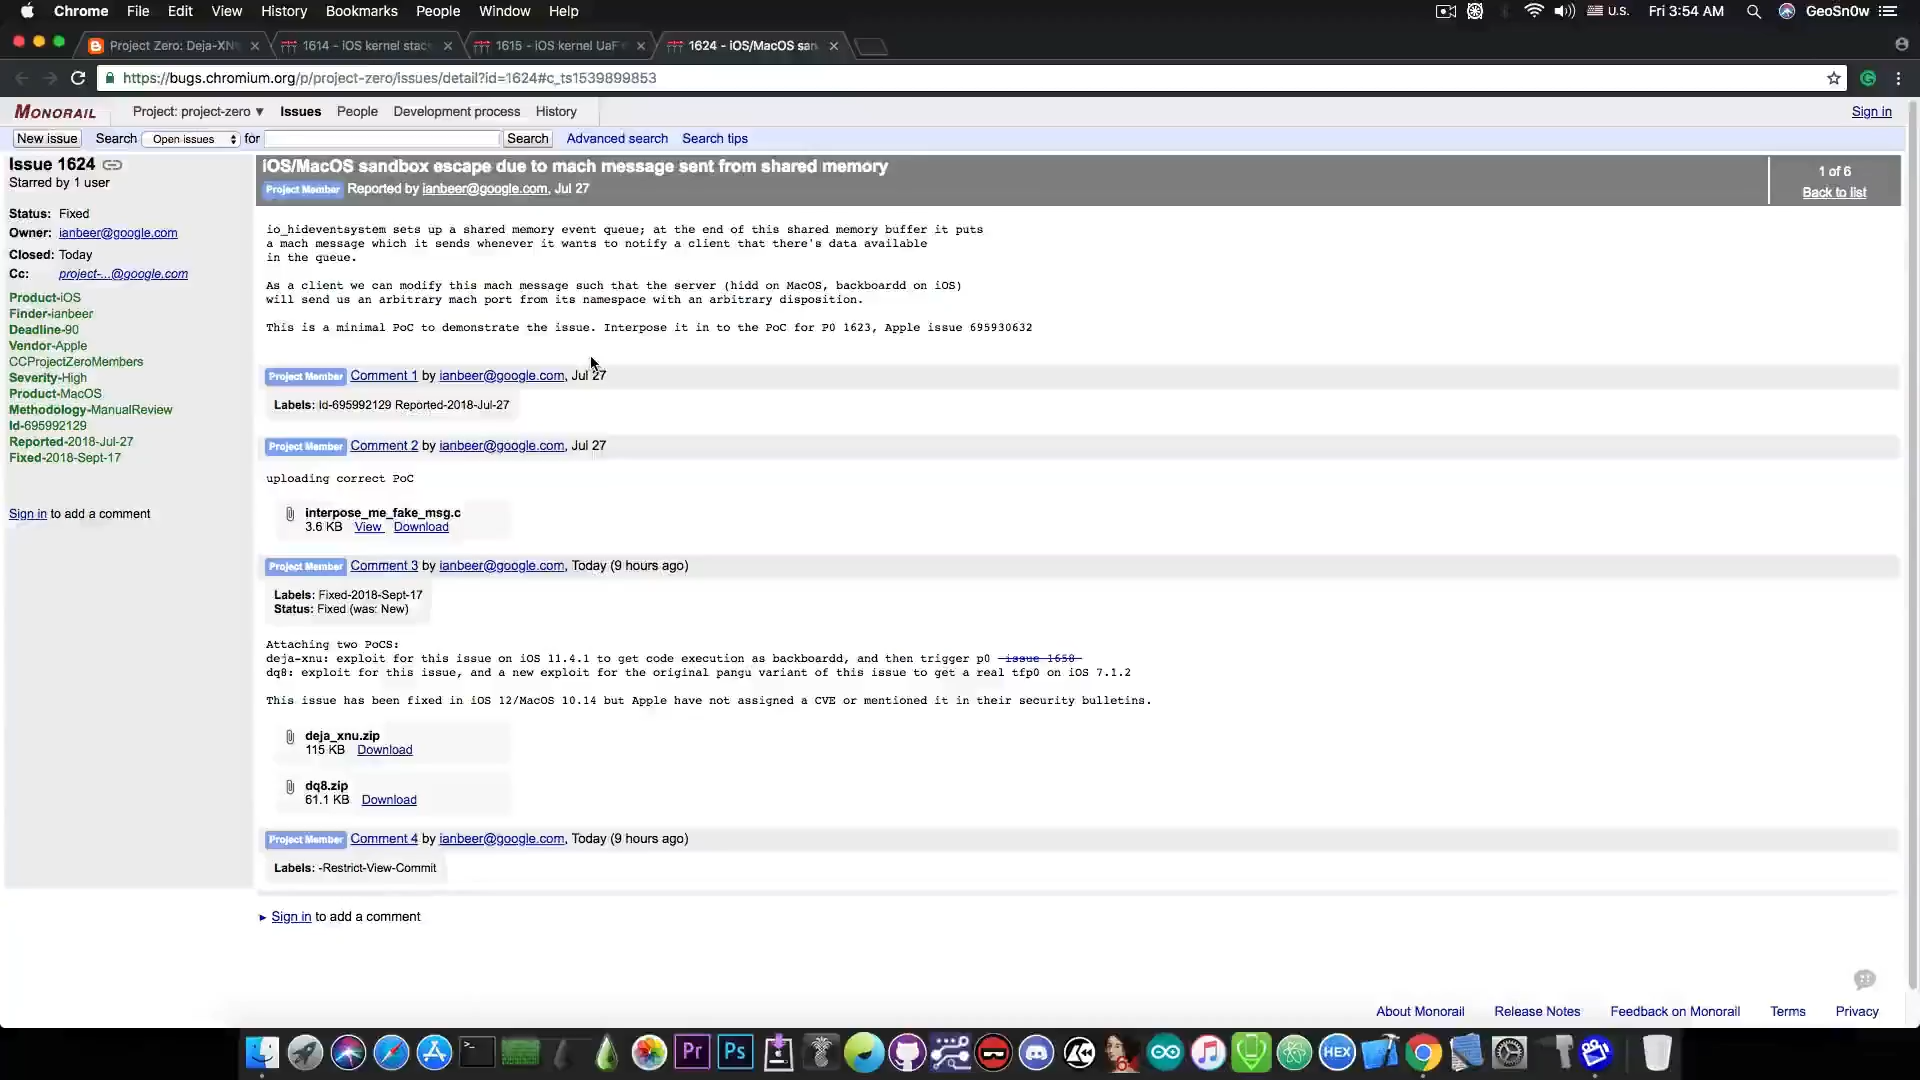 Chrome File Edit View History Bookmarks People Window Help U.S. Fri 3:54 AM GeoSn0w
Project Zero: Deja-XN 1614 - iOS kernel stac 1615 - iOS kernel UaF 1624 - iOS/MacOS san
https://bugs.chromium.org/p/project-zero/issues/detail?id=1624#c_ts1539899853
MONORAIL Project: project-zero ▼ Issues People Development process History Sign in
New issue Search Open issues for Search Advanced search Search tips
Issue 1624
Starred by 1 user
Status: Fixed
Owner: ianbeer@google.com
Closed: Today
Cc: project-...@google.com
Product-iOS
Finder-ianbeer
Deadline-90
Vendor-Apple
CCProjectZeroMembers
Severity-High
Product-MacOS
Methodology-ManualReview
Id-695992129
Reported-2018-Jul-27
Fixed-2018-Sept-17
Sign in to add a comment
iOS/MacOS sandbox escape due to mach message sent from shared memory
Project Member Reported by ianbeer@google.com, Jul 27
1 of 6
Back to list
io_hideventsystem sets up a shared memory event queue; at the end of this shared memory buffer it puts
a mach message which it sends whenever it wants to notify a client that there's data available
in the queue.
As a client we can modify this mach message such that the server (hidd on MacOS, backboardd on iOS)
will send us an arbitrary mach port from its namespace with an arbitrary disposition.
This is a minimal PoC to demonstrate the issue. Interpose it in to the PoC for P0 1623, Apple issue 695930632
Project Member Comment 1 by ianbeer@google.com, Jul 27
Labels: Id-695992129 Reported-2018-Jul-27
Project Member Comment 2 by ianbeer@google.com, Jul 27
uploading correct PoC
interpose_me_fake_msg.c
3.6 KB View Download
Project Member Comment 3 by ianbeer@google.com, Today (9 hours ago)
Labels: Fixed-2018-Sept-17
Status: Fixed (was: New)
Attaching two PoCS:
deja-xnu: exploit for this issue on iOS 11.4.1 to get code execution as backboardd, and then trigger p0 issue 1658
dq8: exploit for this issue, and a new exploit for the original pangu variant of this issue to get a real tfp0 on iOS 7.1.2
This issue has been fixed in iOS 12/MacOS 10.14 but Apple have not assigned a CVE or mentioned it in their security bulletins.
deja_xnu.zip
115 KB Download
dq8.zip
61.1 KB Download
Project Member Comment 4 by ianbeer@google.com, Today (9 hours ago)
Labels: -Restrict-View-Commit
► Sign in to add a comment
About Monorail Release Notes Feedback on Monorail Terms Privacy
Pr Ps HEX